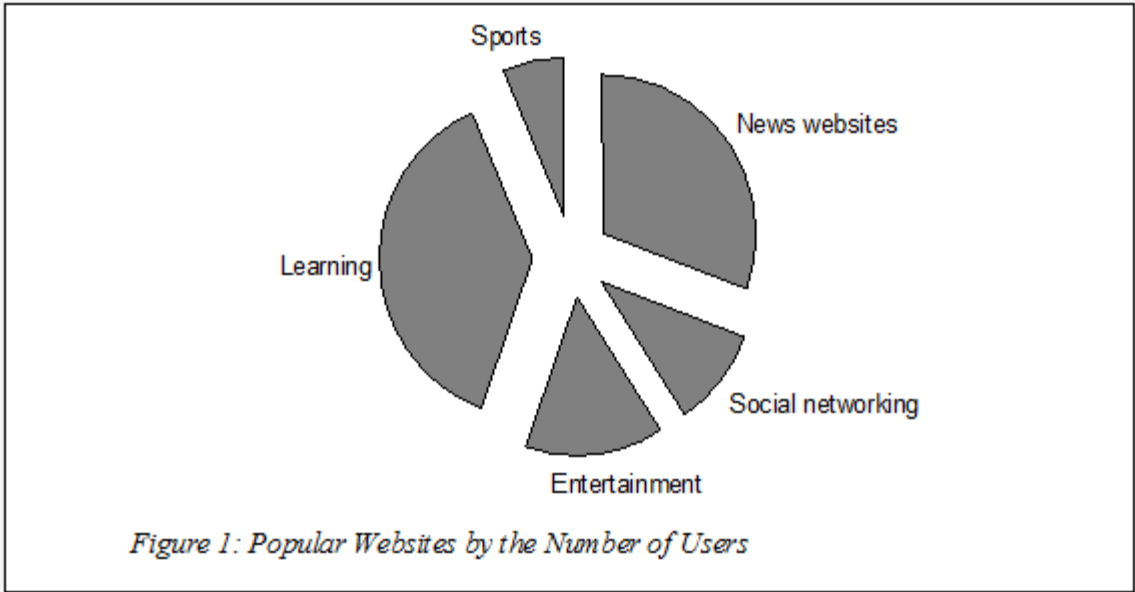 Sports
News websites
Learning
Social networking
Entertainment
Figure 1: Popular Websites by the Number of Users